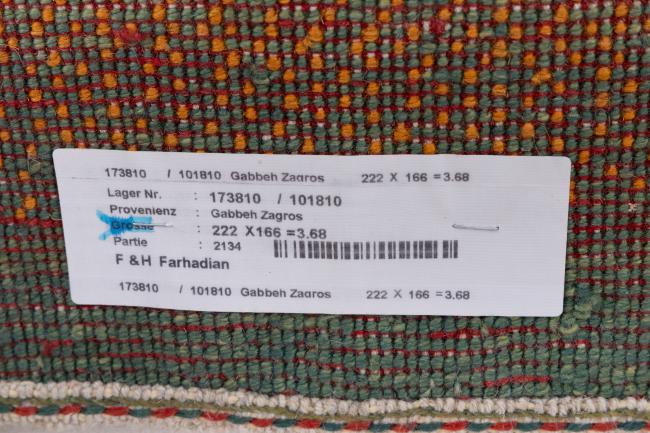 173810 / 101810 Gabbeh Zagros 222 X 166 =3.68
Lager Nr. : 173810 / 101810
Provenienz : Gabbeh Zagros
Grosse : 222 X166 =3.68
Partie : 2134
F & H Farhadian
173810 / 101810 Gabbeh Zagros 222 X 166 =3.68